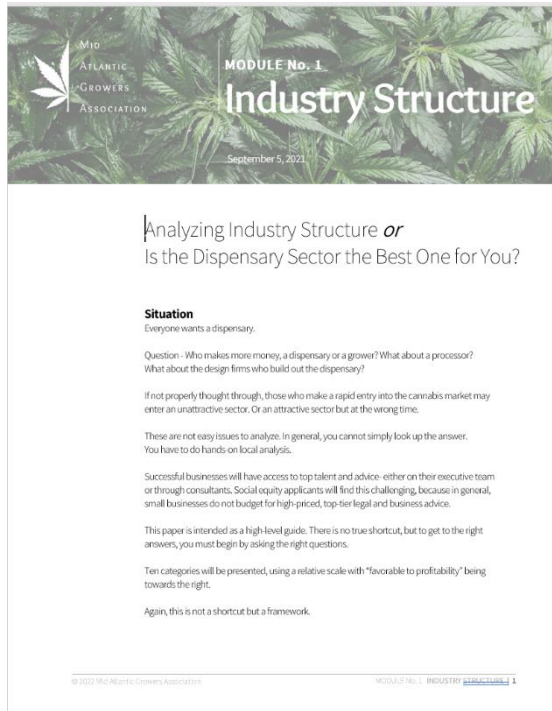 MID
ATLANTIC
GROWERS
ASSOCIATION
MODULE No. 1
Industry Structure
September 5, 2021
Analyzing Industry Structure or
Is the Dispensary Sector the Best One for You?
Situation
Everyone wants a dispensary.
Question - Who makes more money, a dispensary or a grower? What about a processor?
What about the design firms who build out the dispensary?
If not properly thought through, those who make a rapid entry into the cannabis market may
enter an unattractive sector. Or an attractive sector but at the wrong time.
These are not easy issues to analyze. In general, you cannot simply look up the answer.
You have to do hands-on local analysis.
Successful businesses will have access to top talent and advice- either on their executive team
or through consultants. Social equity applicants will find this challenging, because in general,
small businesses do not budget for high-priced, top-tier legal and business advice.
This paper is intended as a high-level guide. There is no true shortcut, but to get to the right
answers, you must begin by asking the right questions.
Ten categories will be presented, using a relative scale with “favorable to profitability” being
towards the right.
Again, this is not a shortcut but a framework.
© 2022 Mid Atlantic Growers Association
MODULE No. 1 INDUSTRY STRUCTURE | 1